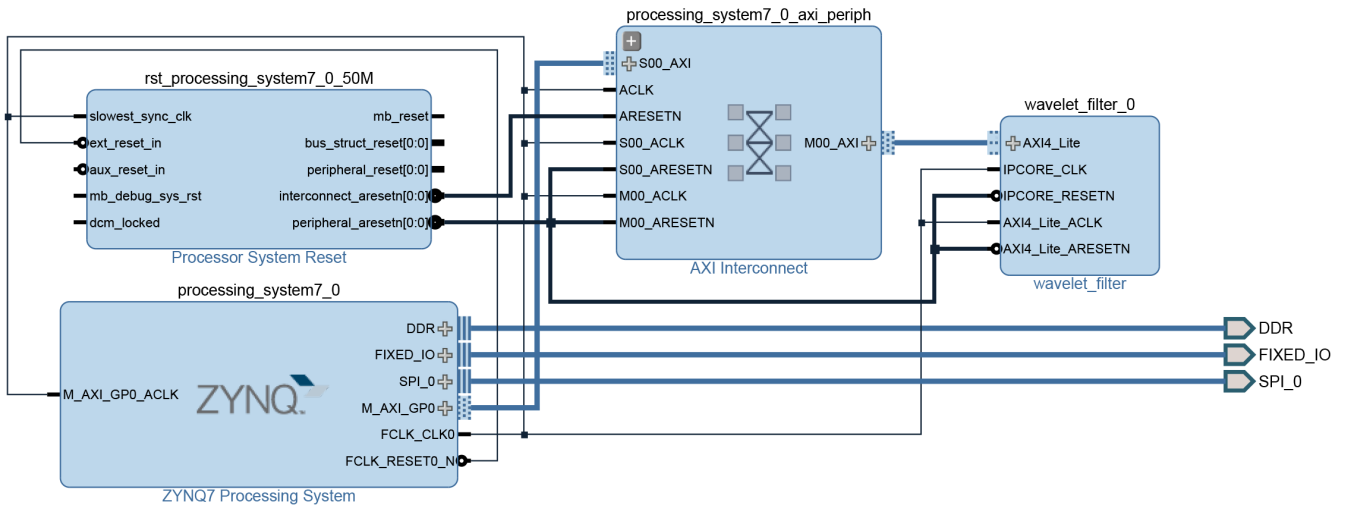 processing_system7_0_axi_periph
S00_AXI
ACLK
ARESETN
S00_ACLK
S00_ARESETN
M00_ACLK
M00_ARESETN
M00_AXI
AXI Interconnect
rst_processing_system7_0_50M
slowest_sync_clk
ext_reset_in
aux_reset_in
mb_debug_sys_rst
dcm_locked
mb_reset
bus_struct_reset[0:0]
peripheral_reset[0:0]
interconnect_aresetn[0:0]
peripheral_aresetn[0:0]
Processor System Reset
wavelet_filter_0
AXI4_Lite
IPCORE_CLK
IPCORE_RESETN
AXI4_Lite_ACLK
AXI4_Lite_ARESETN
wavelet_filter
processing_system7_0
M_AXI_GP0_ACLK
ZYNQ
DDR
FIXED_IO
SPI_0
M_AXI_GP0
FCLK_CLK0
FCLK_RESET0_N
ZYNQ7 Processing System
DDR
FIXED_IO
SPI_0